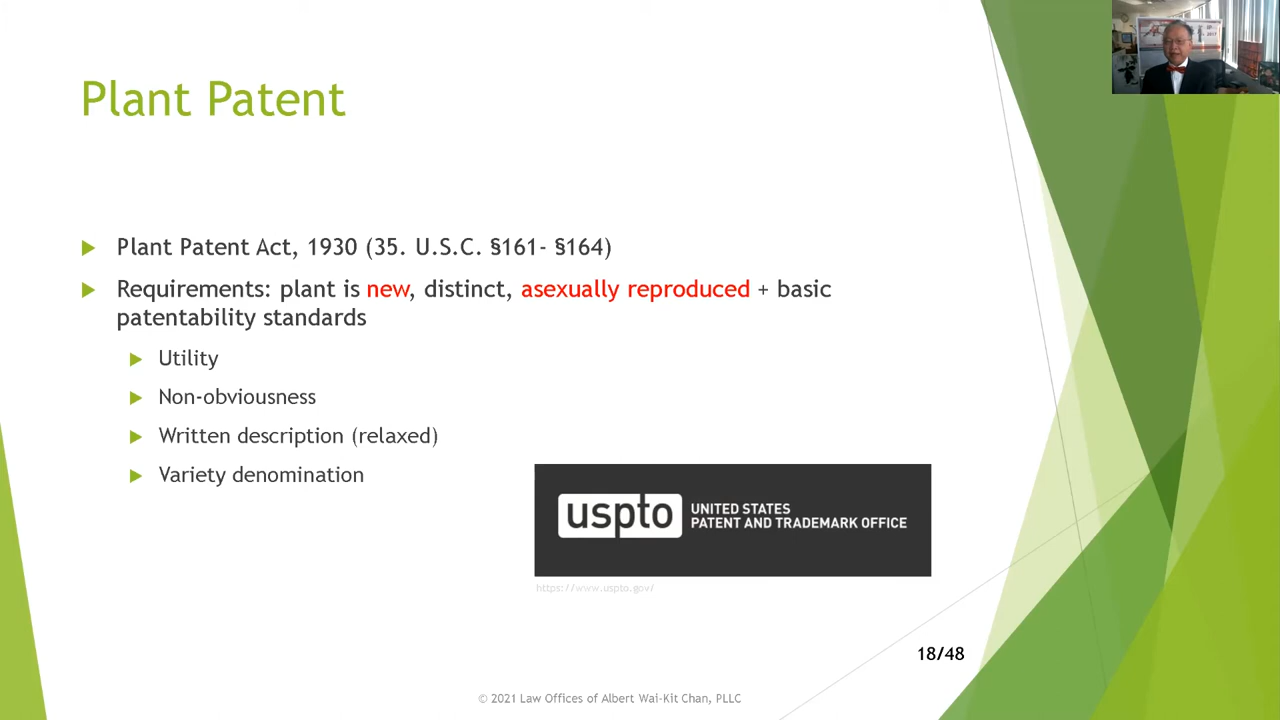 Plant Patent
Plant Patent Act, 1930 (35. U.S.C. §161- §164)
Requirements: plant is new, distinct, asexually reproduced + basic
patentability standards
Utility
Non-obviousness
Written description (relaxed)
Variety denomination
uspto UNITED STATES
PATENT AND TRADEMARK OFFICE
https://www.uspto.gov/
18/48
© 2021 Law Offices of Albert Wai-Kit Chan, PLLC